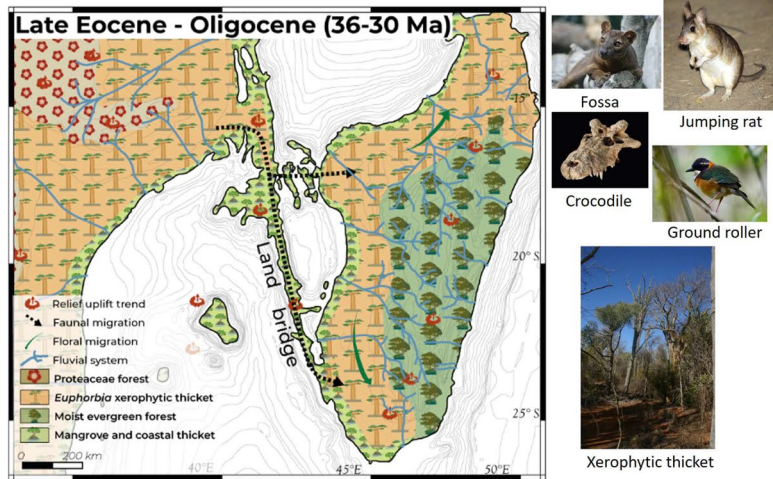 Late Eocene - Oligocene (36-30 Ma)
15°
20°S
25°S
40°E
45°E
50°E
Land bridge
Relief uplift trend
Faunal migration
Floral migration
Fluvial system
Proteaceae forest
Euphorbia xerophytic thicket
Moist evergreen forest
Mangrove and coastal thicket
0 200 km
Fossa
Jumping rat
Crocodile
Ground roller
Xerophytic thicket